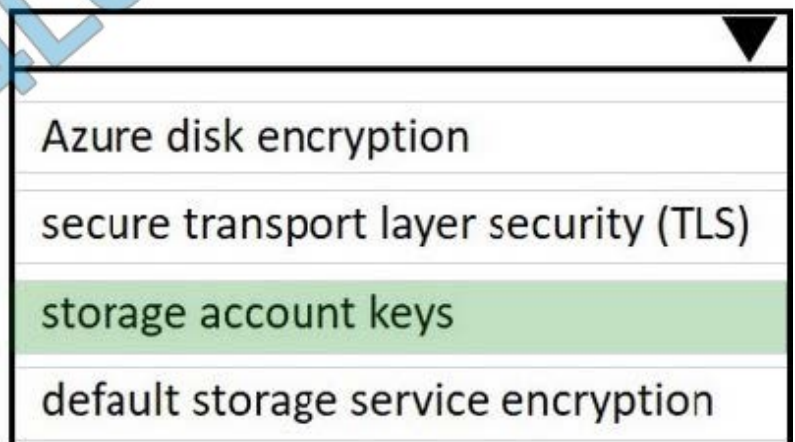 Azure disk encryption
secure transport layer security (TLS)
storage account keys
default storage service encryption